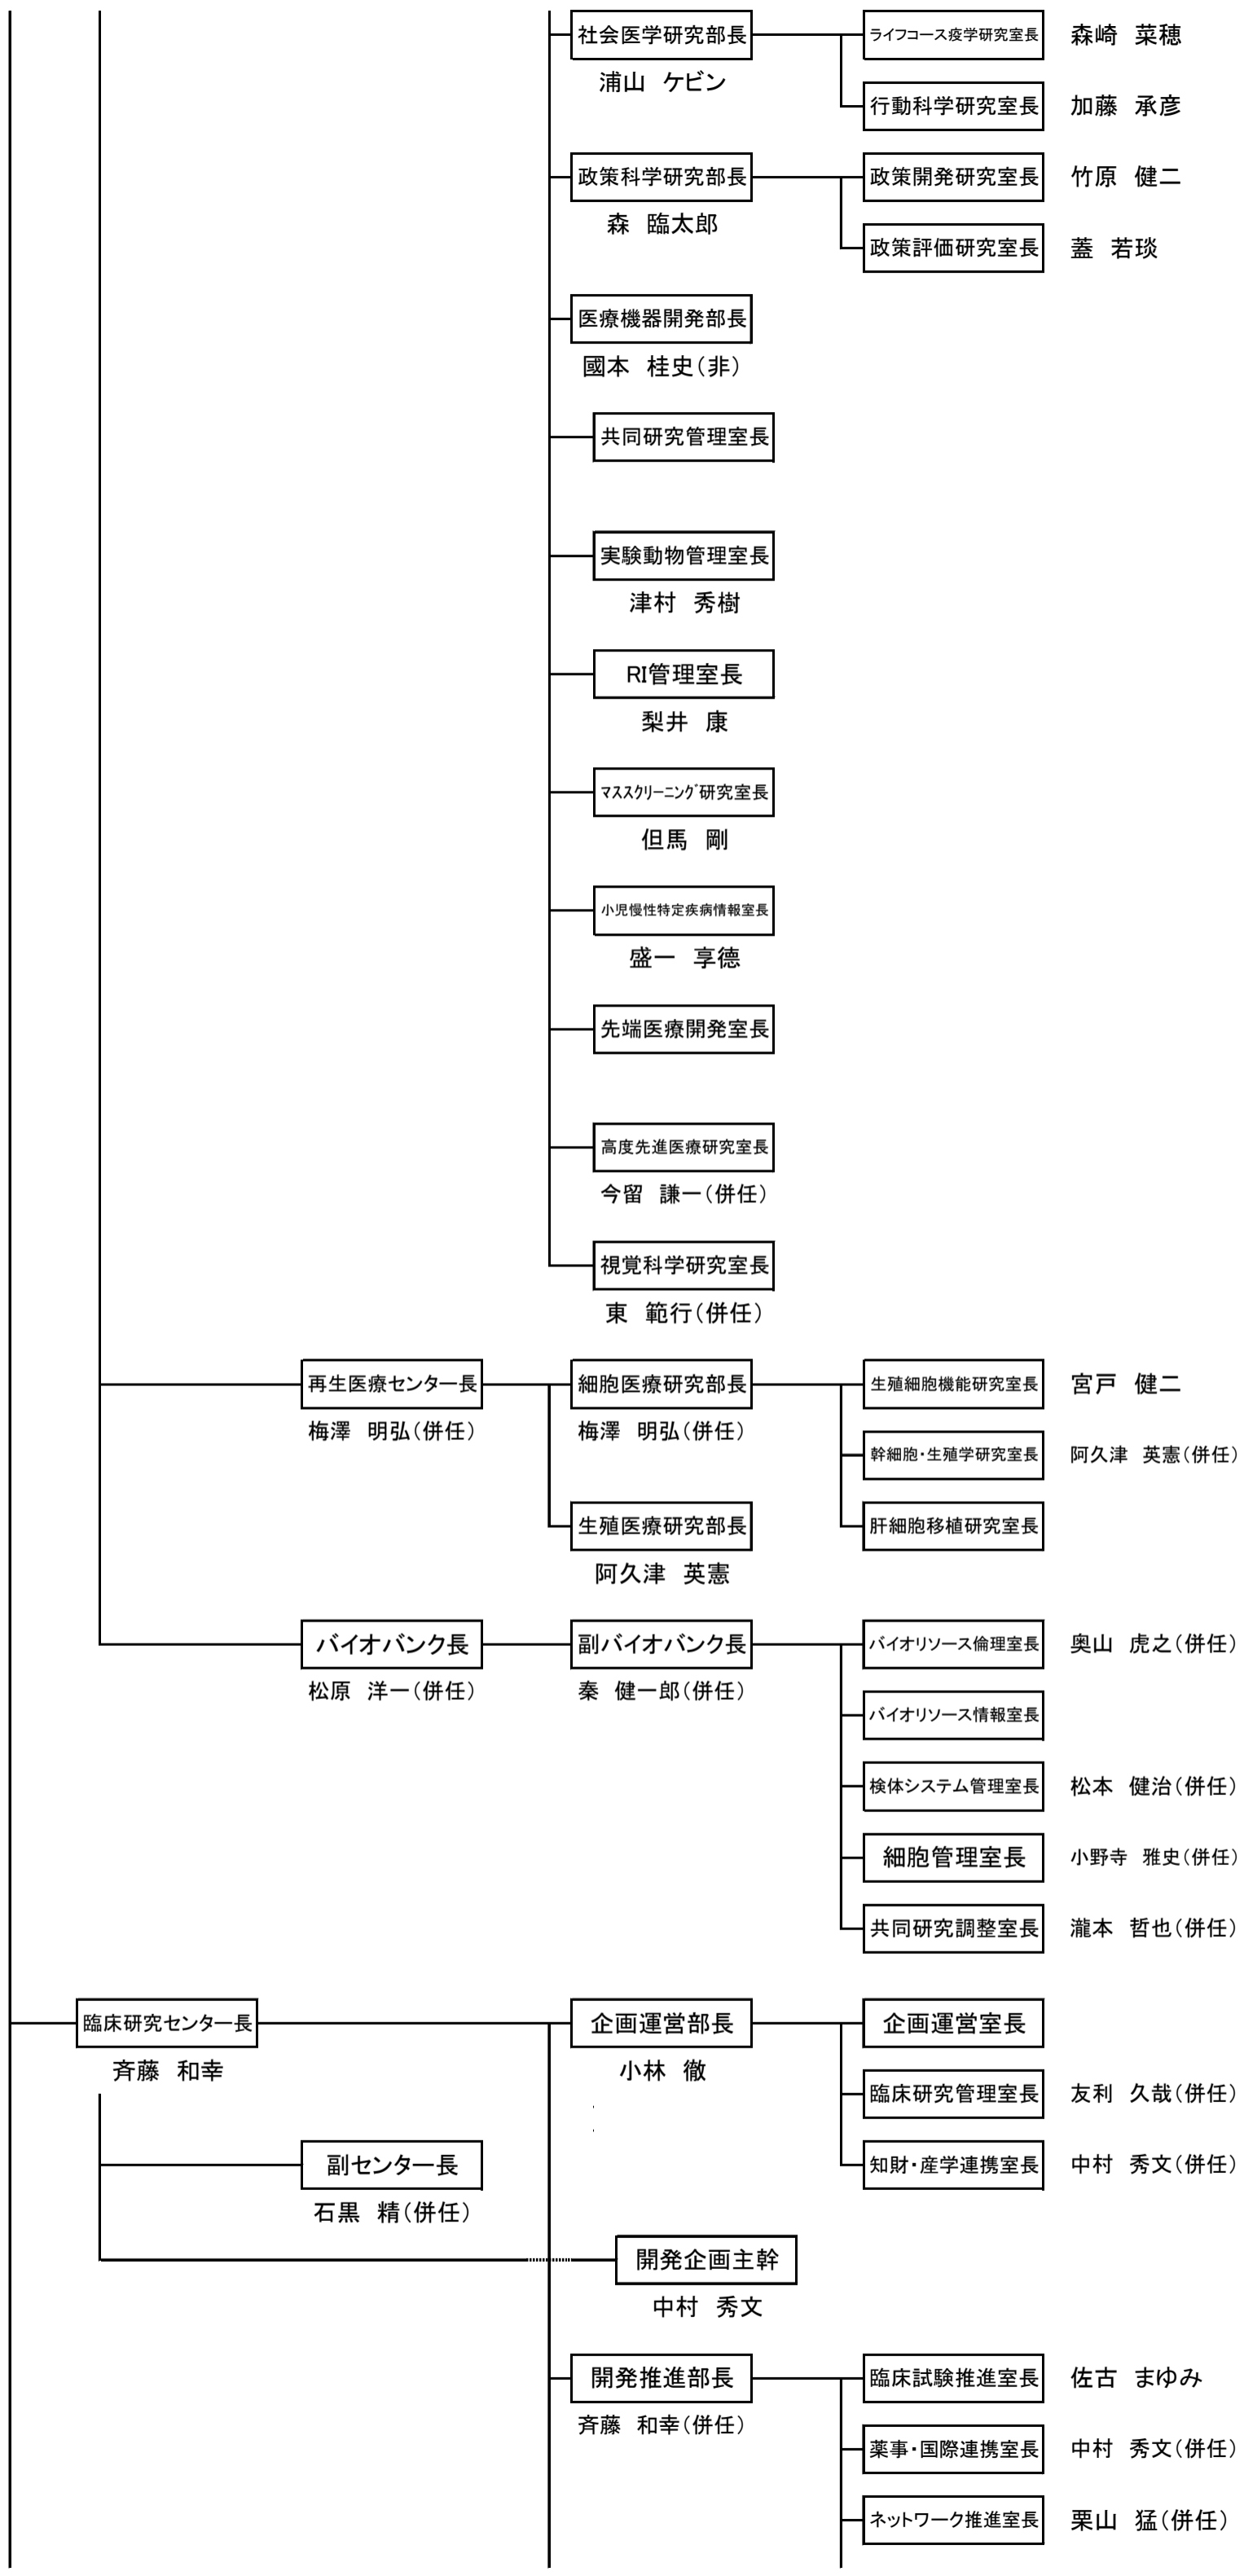 社会医学研究部長 ライフコース疫学研究室長 森崎 菜穂
浦山 ケビン
行動科学研究室長 加藤 承彦
政策科学研究部長 政策開発研究室長 竹原 健二
森 臨太郎
政策評価研究室長 蓋 若琰
医療機器開発部長
國本 桂史(非)
共同研究管理室長
実験動物管理室長
津村 秀樹
RI管理室長
梨井 康
マススクリーニング研究室長
但馬 剛
小児慢性特定疾病情報室長
盛一 享德
先端医療開発室長
高度先進医療研究室長
今留 謙一(併任)
視覚科学研究室長
東 範行(併任)
再生医療センター長 細胞医療研究部長 生殖細胞機能研究室長 宮戸 健二
梅澤 明弘(併任) 梅澤 明弘(併任)
幹細胞・生殖学研究室長 阿久津 英憲(併任)
生殖医療研究部長 肝細胞移植研究室長
阿久津 英憲
バイオバンク長 副バイオバンク長 バイオリソース倫理室長 奥山 虎之(併任)
松原 洋一(併任) 秦 健一郎(併任)
バイオリソース情報室長
検体システム管理室長 松本 健治(併任)
細胞管理室長 小野寺 雅史(併任)
共同研究調整室長 瀧本 哲也(併任)
臨床研究センター長 企画運営部長 企画運営室長
斉藤 和幸 小林 徹
臨床研究管理室長 友利 久哉(併任)
副センター長 知財・産学連携室長 中村 秀文(併任)
石黒 精(併任)
開発企画主幹
中村 秀文
開発推進部長 臨床試験推進室長 佐古 まゆみ
斉藤 和幸(併任)
薬事・国際連携室長 中村 秀文(併任)
ネットワーク推進室長 栗山 猛(併任)